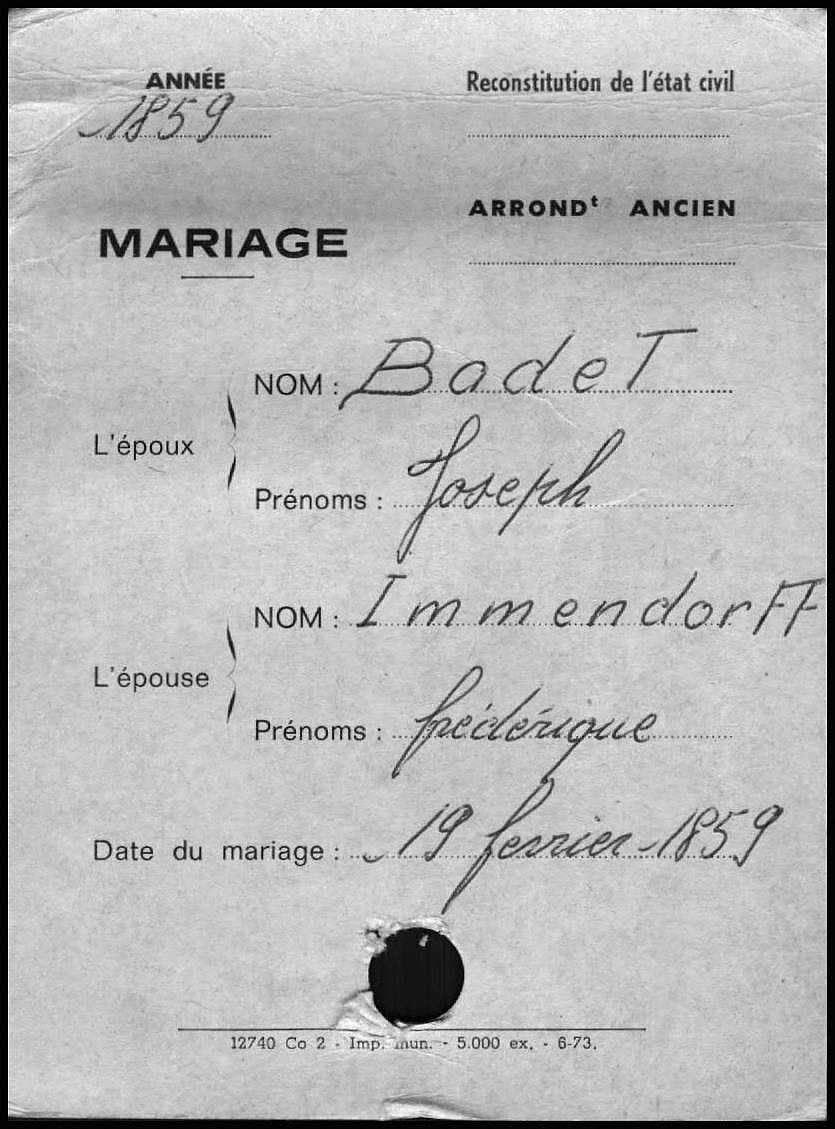 ANNÉE
1859
Reconstitution de l'état civil
ARRONDt ANCIEN
MARIAGE
L'époux
NOM : Badet
Prénoms : Joseph
L'épouse
NOM : Immendorff
Prénoms : frédérique
Date du mariage : 19 fevrier 1859
12740 Co 2 - Imp. mun. - 5.000 ex. - 6-73.